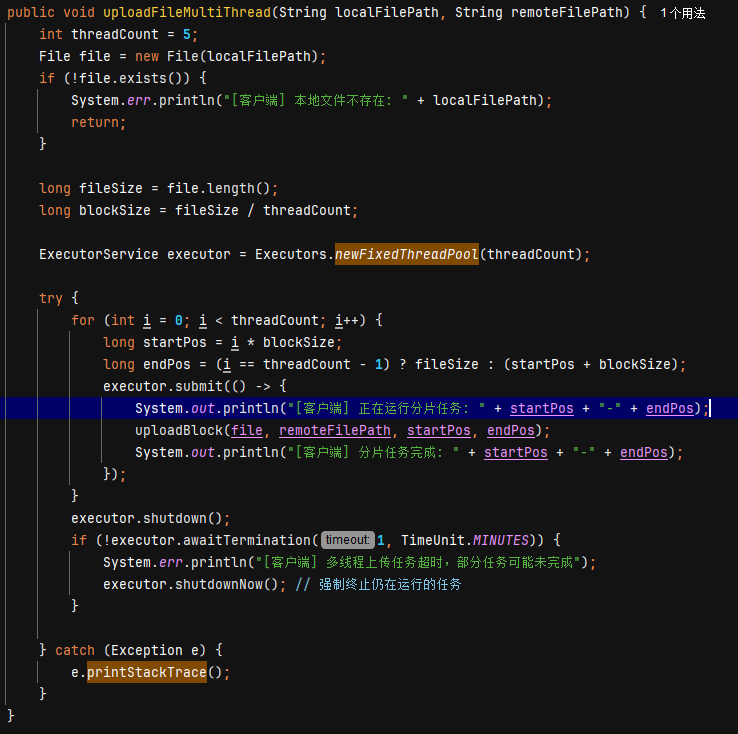 public void uploadFileMultiThread(String localFilePath, String remoteFilePath) { 1个用法
int threadCount = 5;
File file = new File(localFilePath);
if (!file.exists()) {
System.err.println("[客户端] 本地文件不存在: " + localFilePath);
return;
}
long fileSize = file.length();
long blockSize = fileSize / threadCount;
ExecutorService executor = Executors.newFixedThreadPool(threadCount);
try {
for (int i = 0; i < threadCount; i++) {
long startPos = i * blockSize;
long endPos = (i == threadCount - 1) ? fileSize : (startPos + blockSize);
executor.submit(() -> {
System.out.println("[客户端] 正在运行分片任务: " + startPos + "-" + endPos);
uploadBlock(file, remoteFilePath, startPos, endPos);
System.out.println("[客户端] 分片任务完成: " + startPos + "-" + endPos);
});
}
executor.shutdown();
if (!executor.awaitTermination( timeout: 1, TimeUnit.MINUTES)) {
System.err.println("[客户端] 多线程上传任务超时，部分任务可能未完成");
executor.shutdownNow(); // 强制终止仍在运行的任务
}
} catch (Exception e) {
e.printStackTrace();
}
}